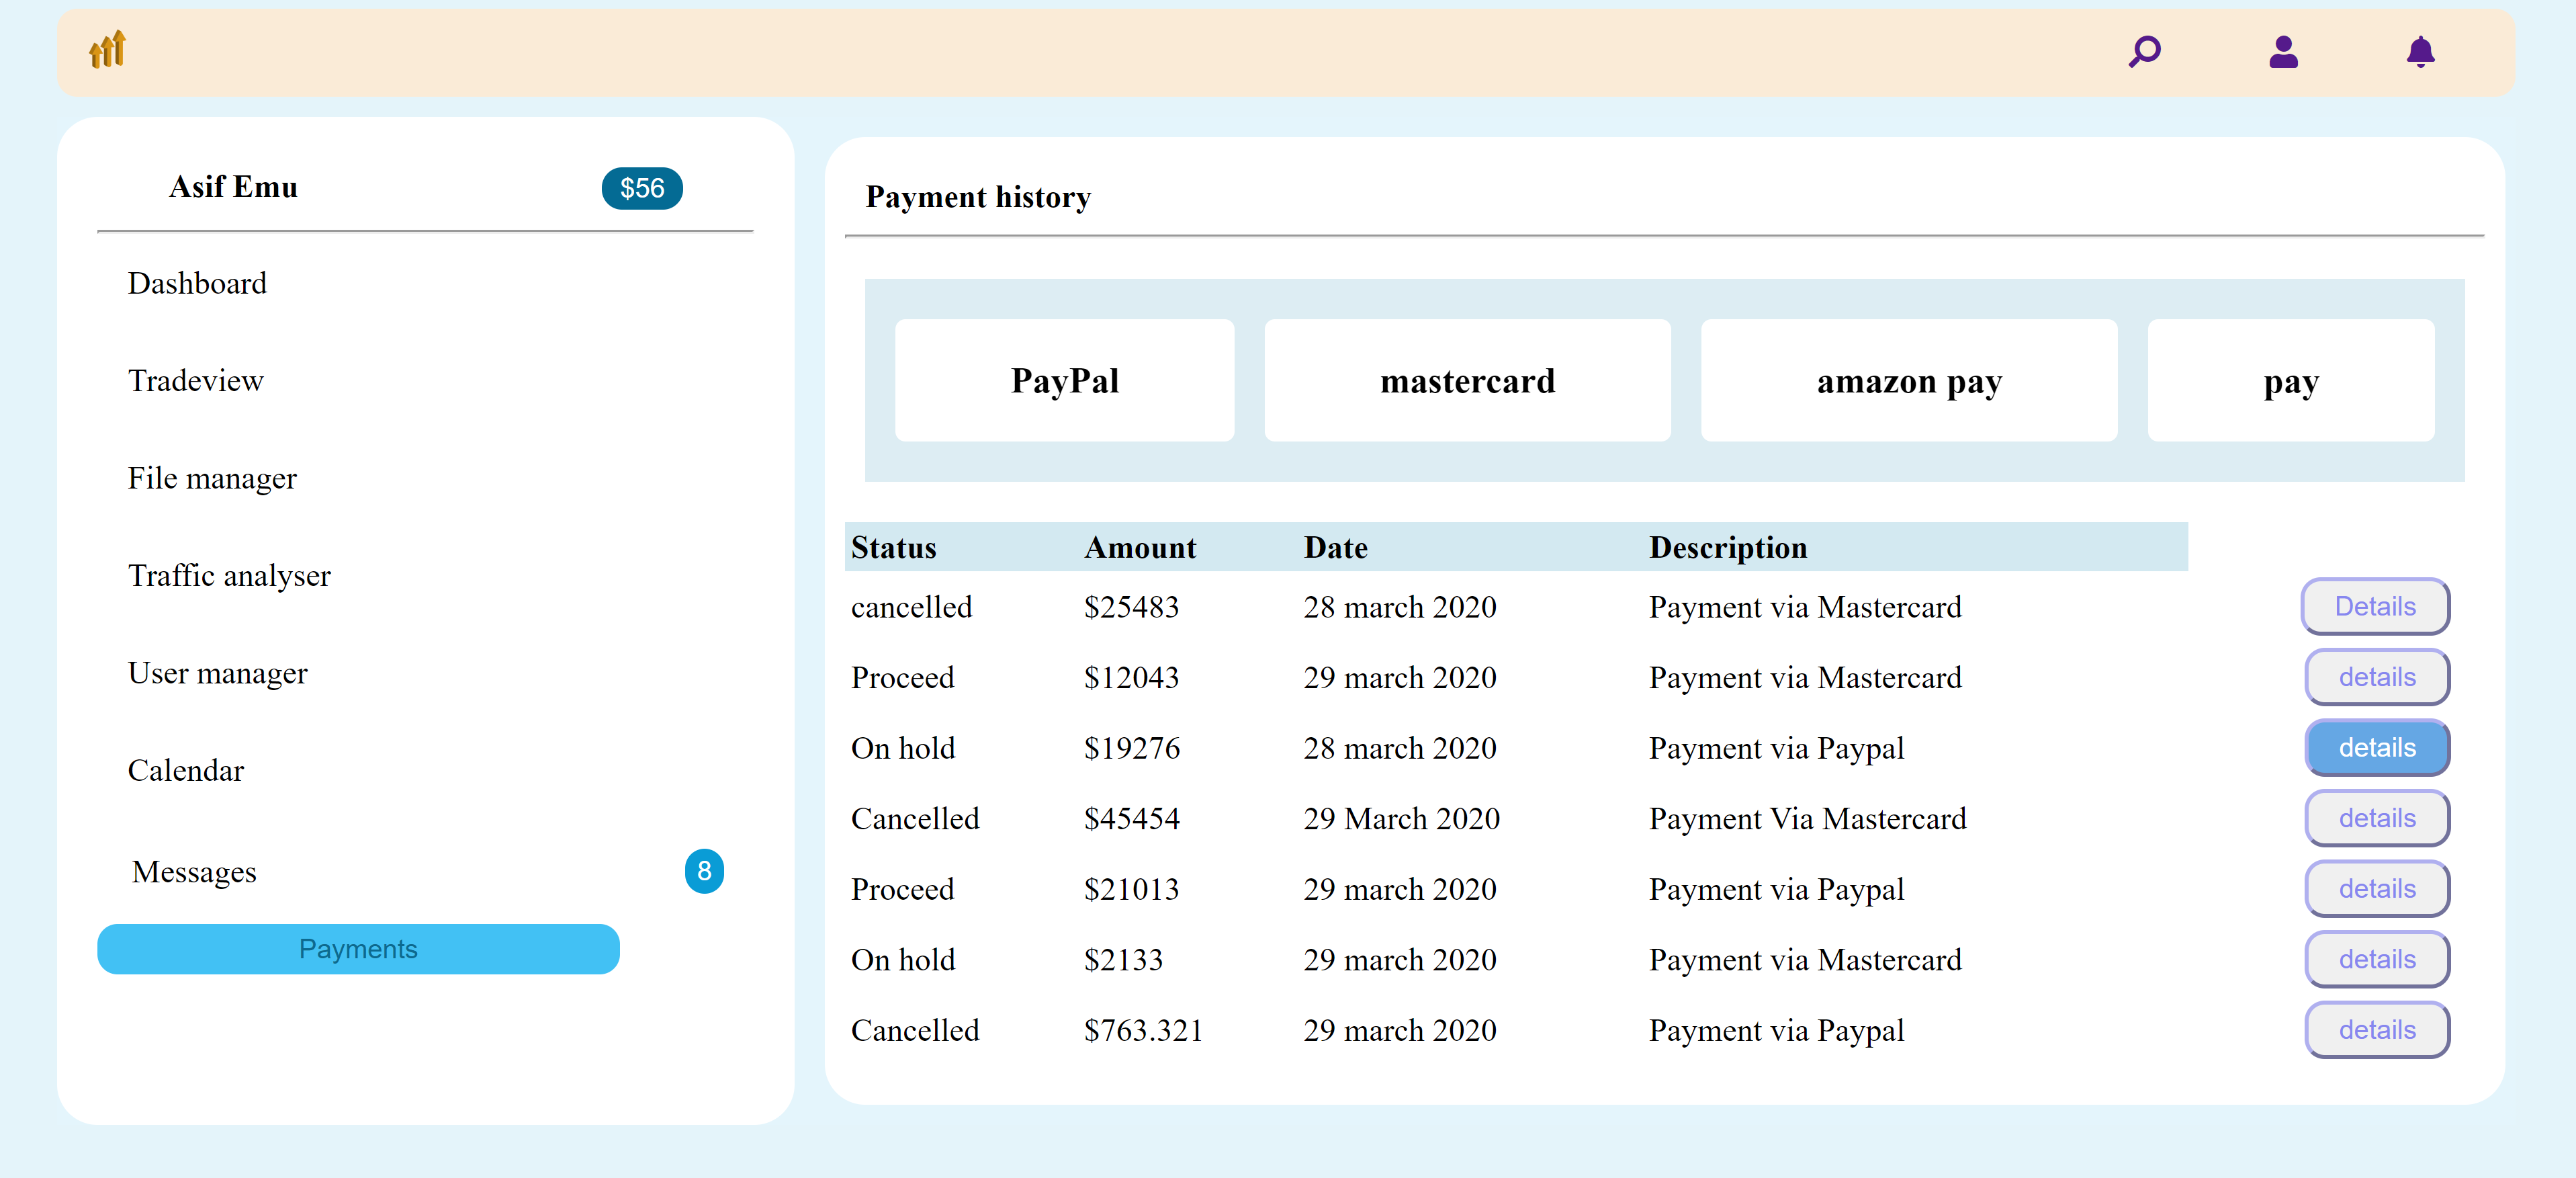 Asif Emu $56
Dashboard
Tradeview
File manager
Traffic analyser
User manager
Calendar
Messages 8
Payments
Payment history
PayPal mastercard amazon pay pay
Status Amount Date Description
cancelled $25483 28 march 2020 Payment via Mastercard Details
Proceed $12043 29 march 2020 Payment via Mastercard details
On hold $19276 28 march 2020 Payment via Paypal details
Cancelled $45454 29 March 2020 Payment Via Mastercard details
Proceed $21013 29 march 2020 Payment via Paypal details
On hold $2133 29 march 2020 Payment via Mastercard details
Cancelled $763.321 29 march 2020 Payment via Paypal details